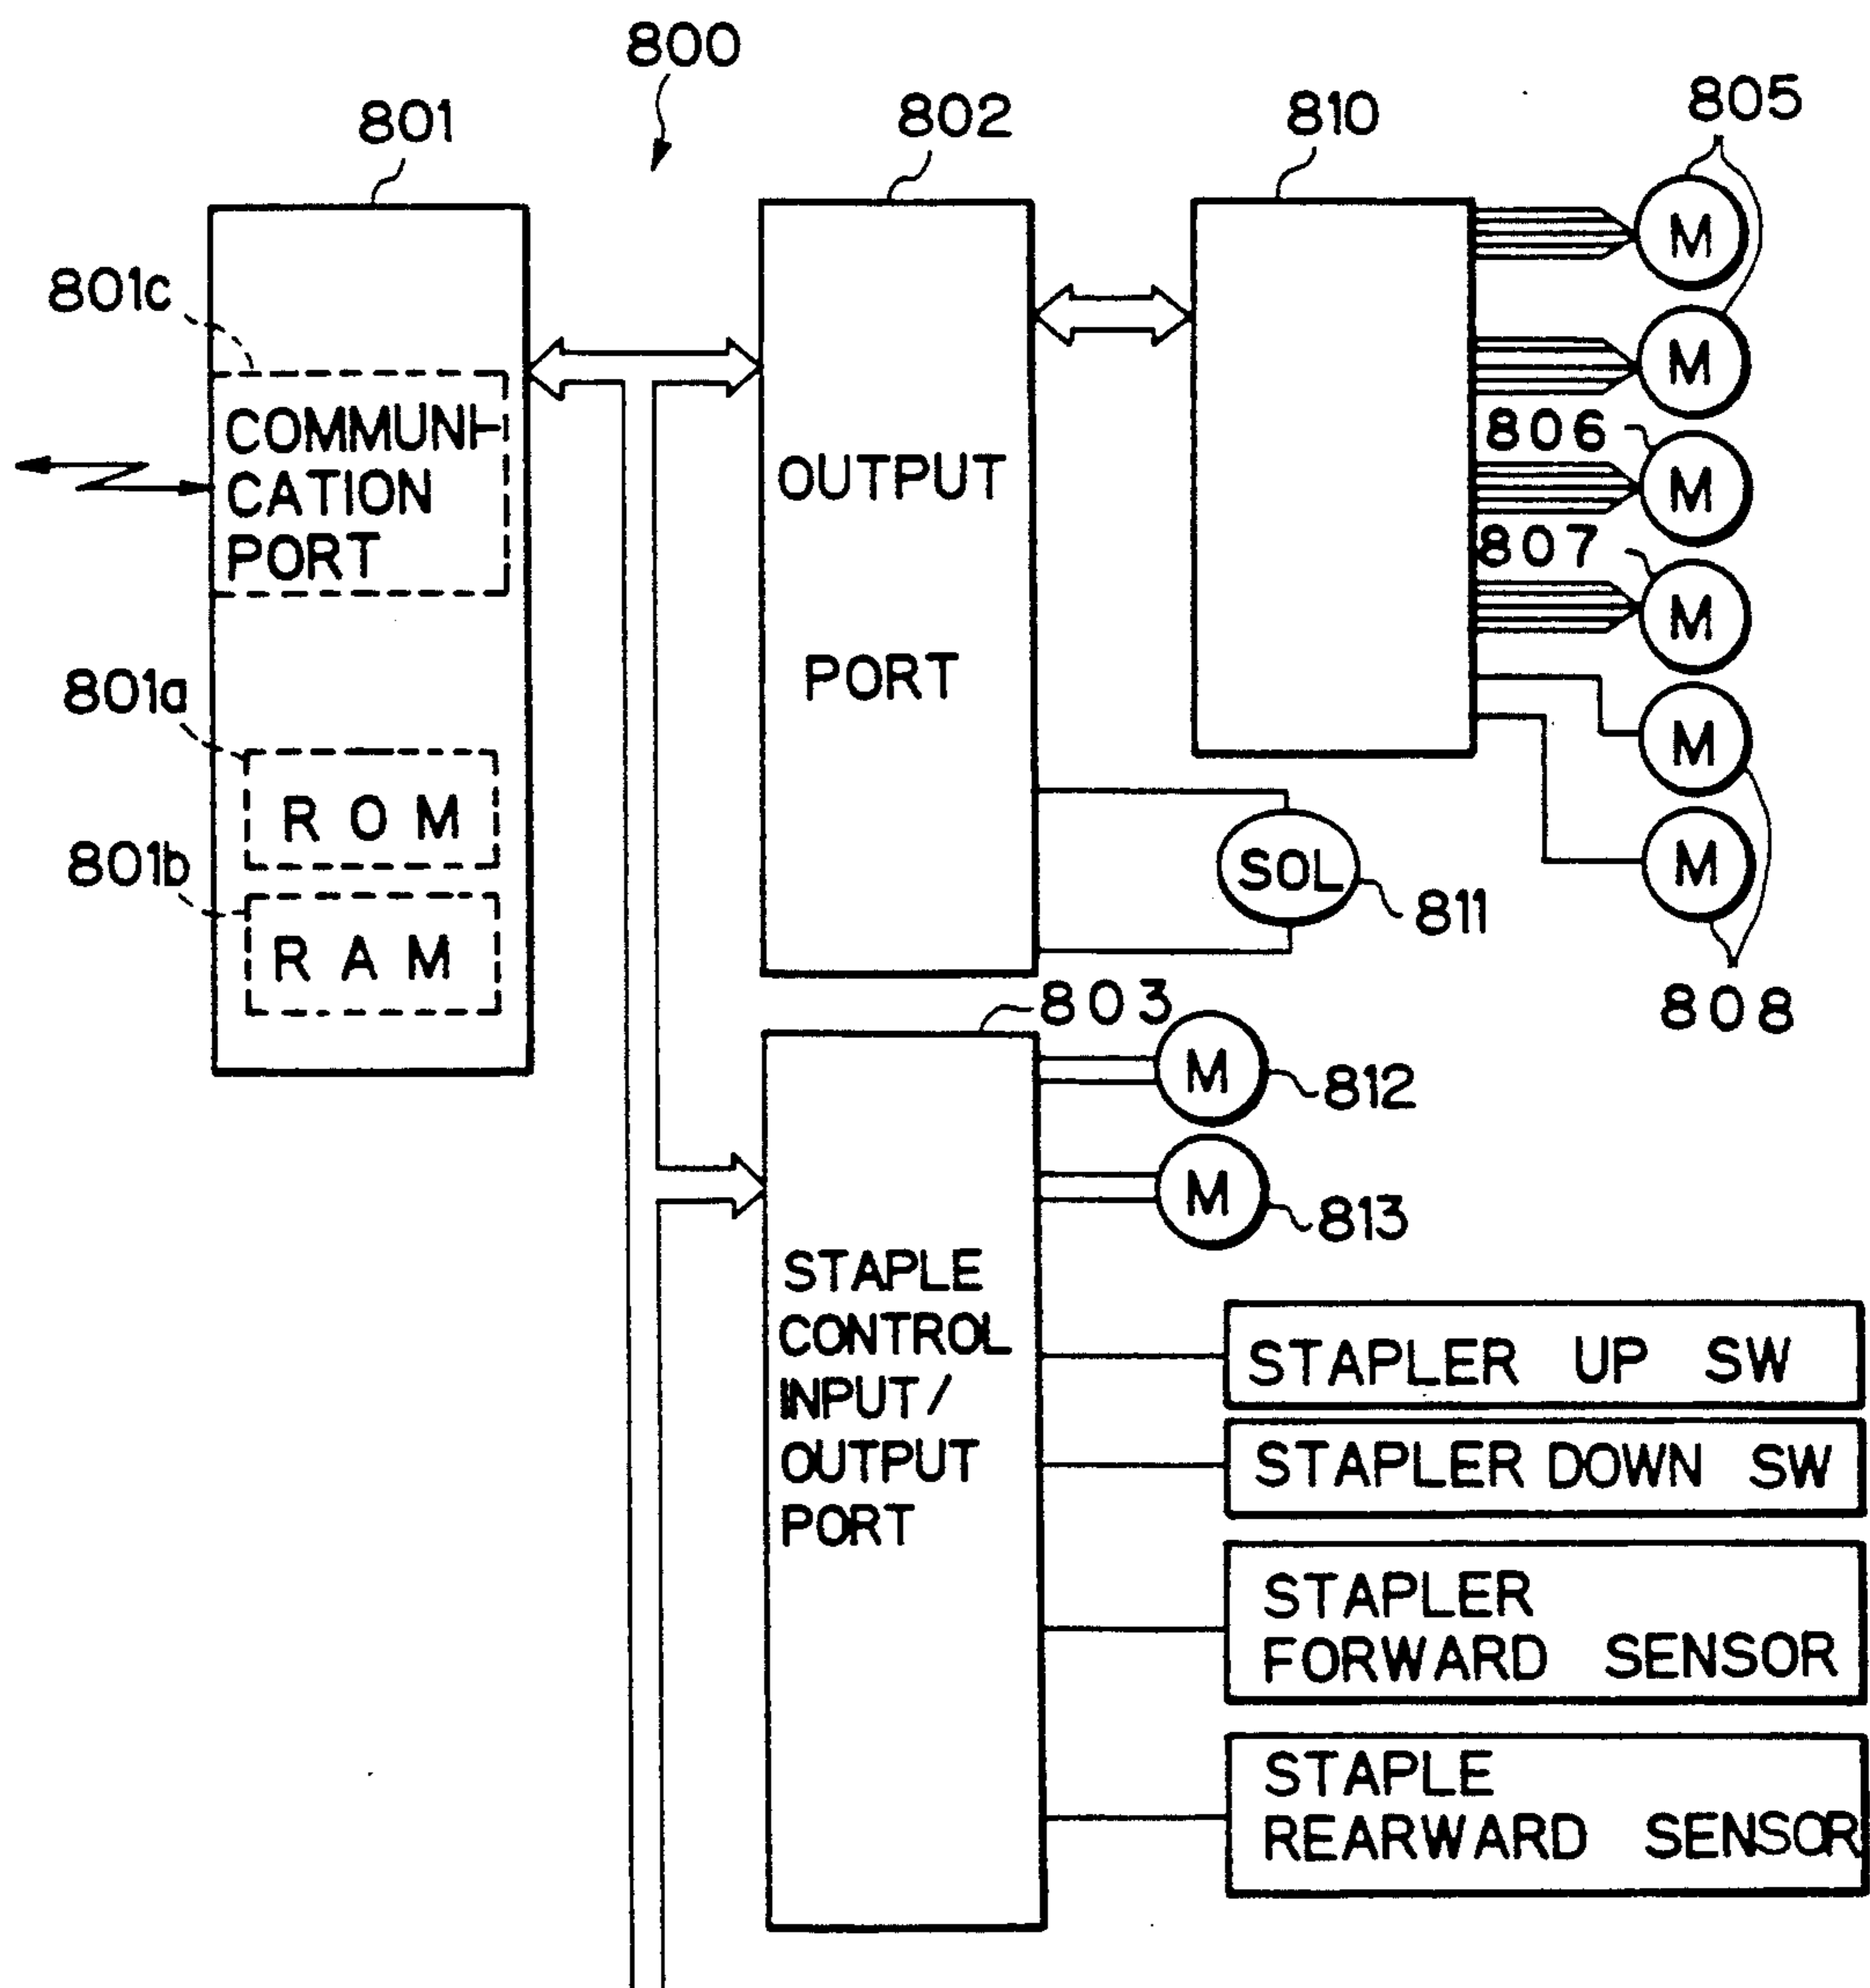 800
801
802
810
805
801c
COMMUNI-
CATION
PORT
801a
ROM
801b
RAM
OUTPUT
PORT
M
M
806
M
807
M
M
M
808
SOL
811
803
M
812
M
813
STAPLE
CONTROL
INPUT/
OUTPUT
PORT
STAPLER UP SW
STAPLER DOWN SW
STAPLER
FORWARD SENSOR
STAPLE
REARWARD SENSOR